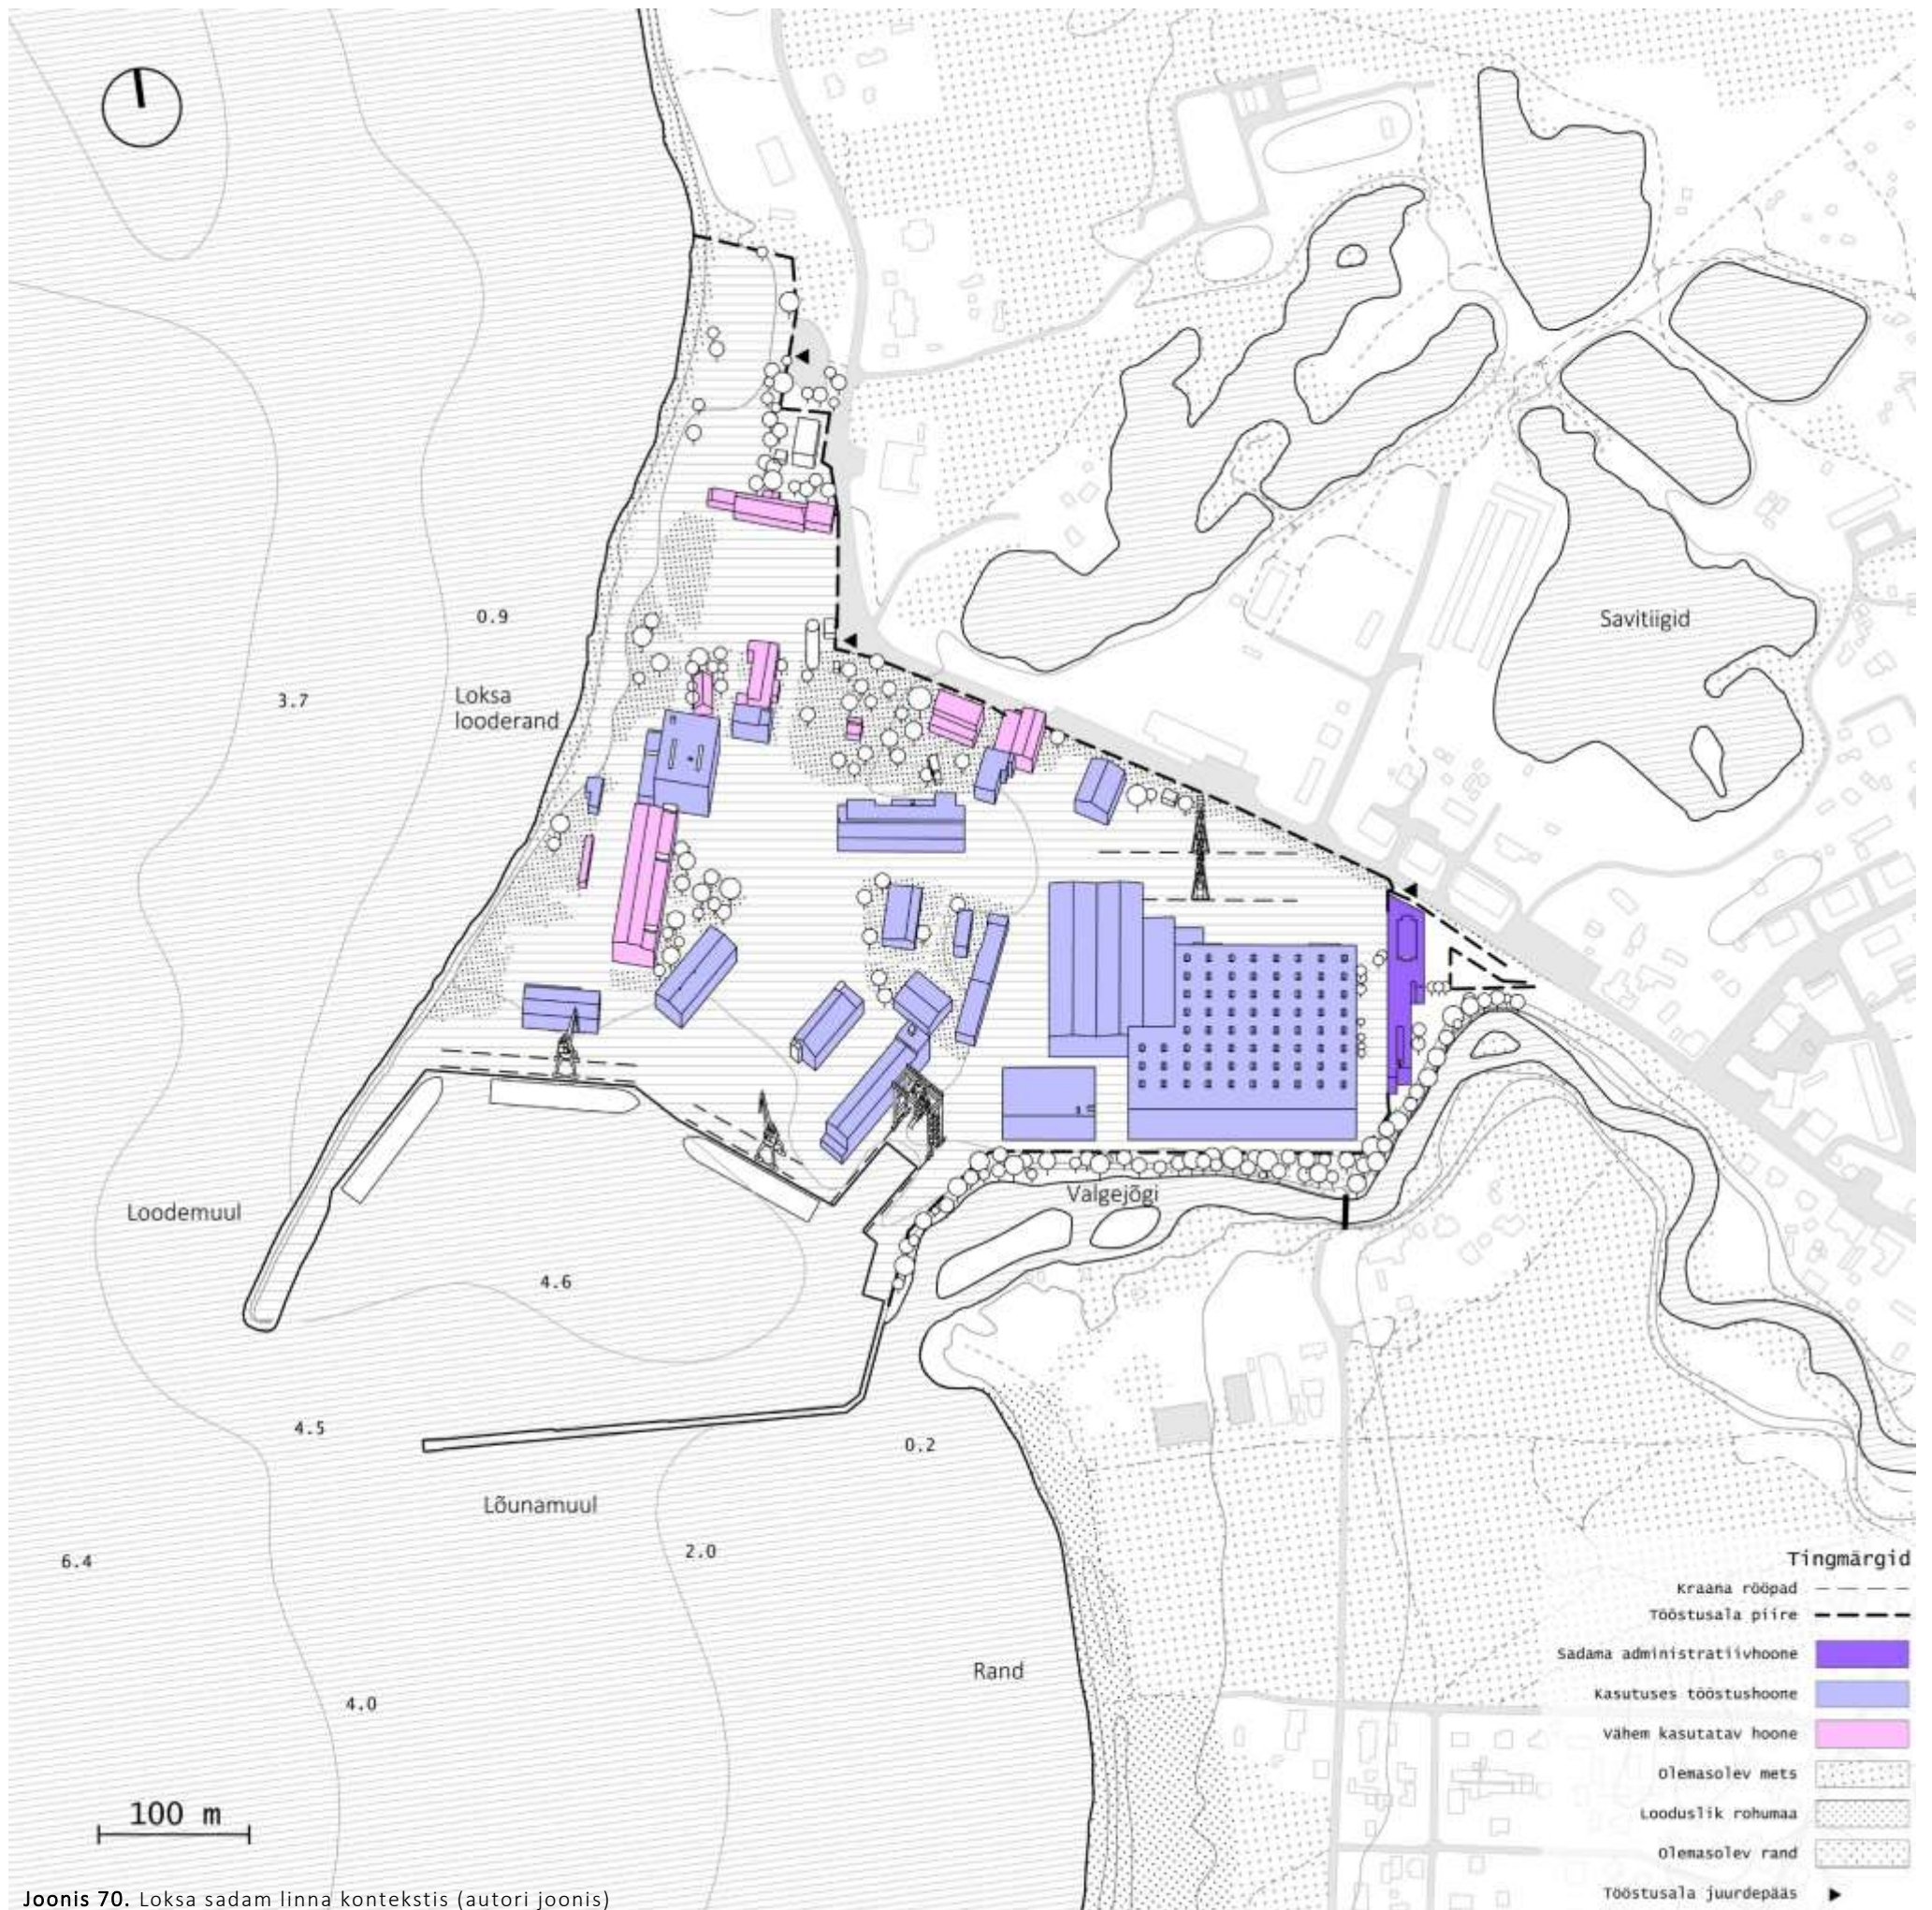 Savitiigid
0.9
3.7
Loksa
looderand
Valgejõgi
Loodemuul
4.6
4.5
0.2
Lõunamuul
6.4
2.0
Rand
4.0
Tingmärgid
Kraana rööpad
Tööstusala piire
Sadama administratiivhoone
Kasutuses tööstushoone
Vähem kasutatav hoone
Olemasolev mets
Looduslik rohumaa
Olemasolev rand
Tööstusala juurdepääs
100 m
Joonis 70. Loksa sadam linna kontekstis (autori joonis)